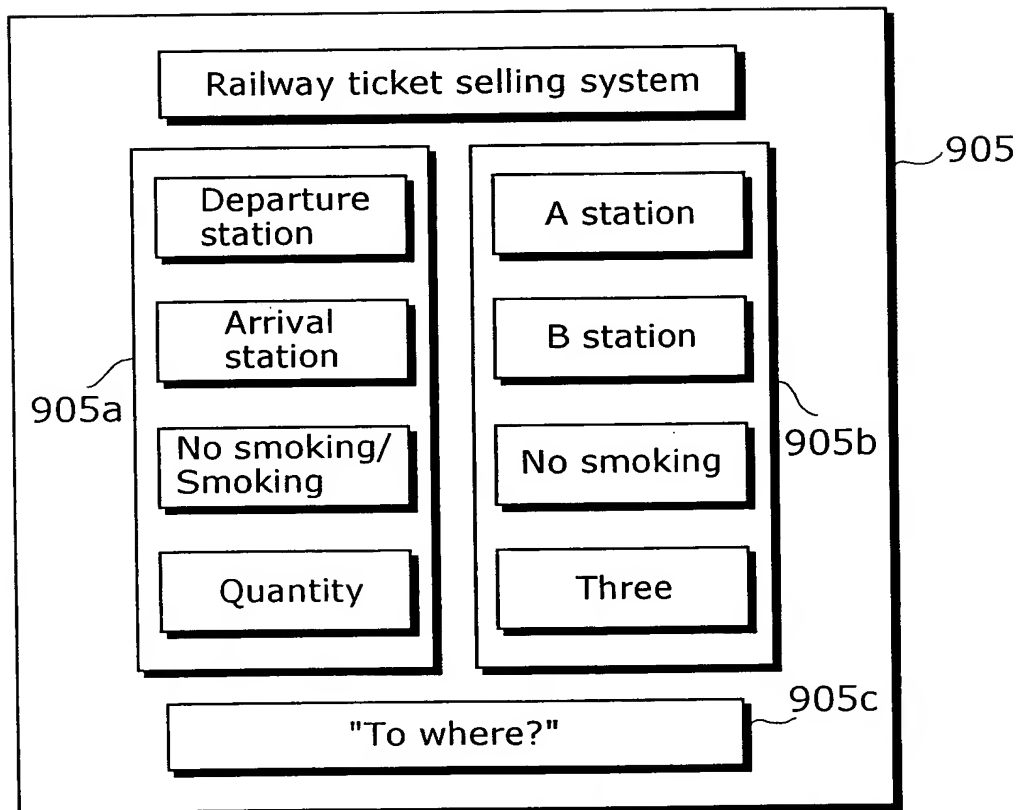 Railway ticket selling system
905
Departure
station
A station
Arrival
station
B station
905a
905b
No smoking/
Smoking
No smoking
Quantity
Three
905c
"To where?"